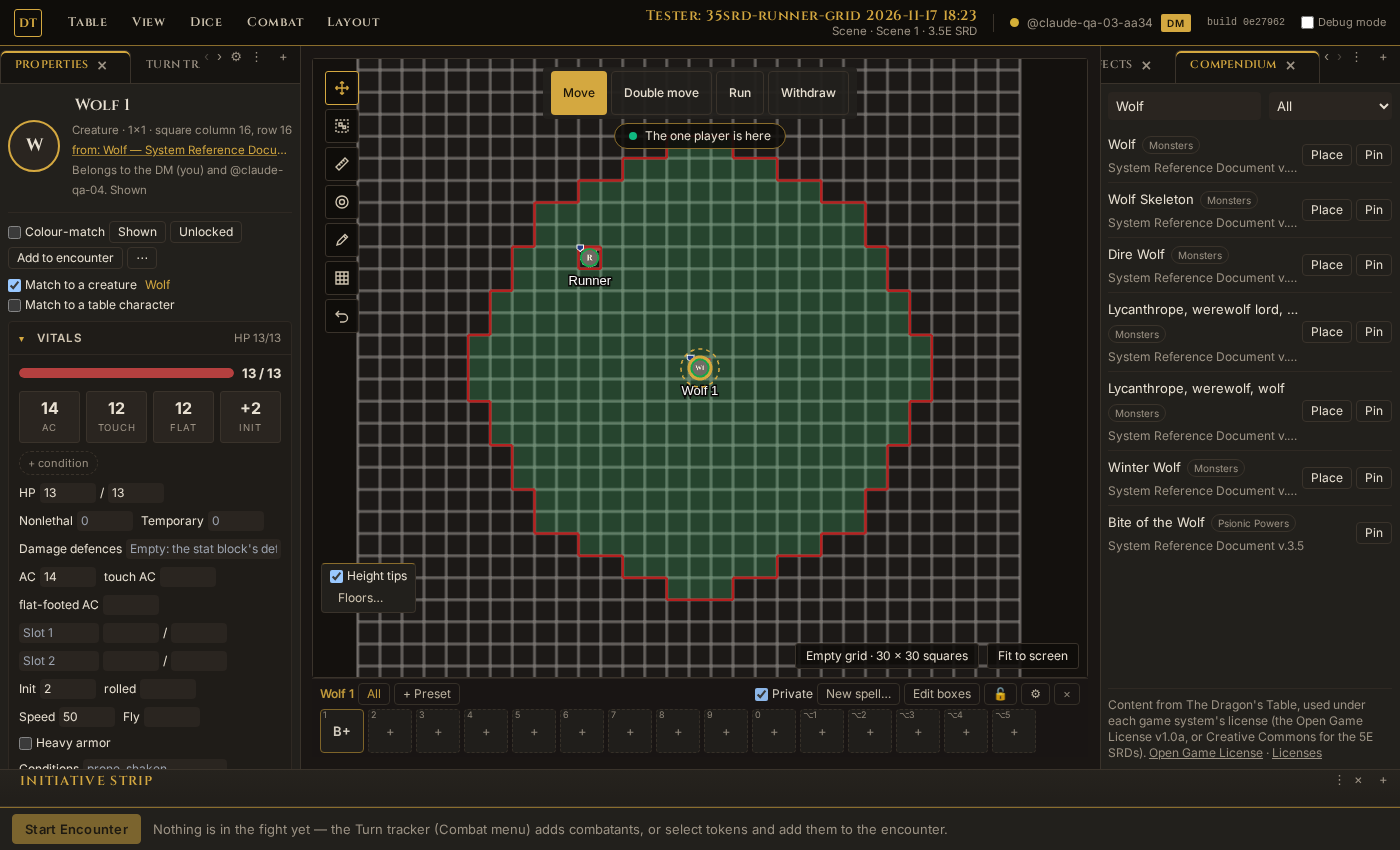 DT
TABLE
VIEW
DICE
COMBAT
LAYOUT
TESTER: 35SRD-RUNNER-GRID 2026-11-17 18:23
Scene · Scene 1 · 3.5E SRD
@claude-qa-03-aa34
DM
build 0e27962
Debug mode
PROPERTIES ×
TURN TR
WOLF 1
W
Creature · 1×1 · square column 16, row 16
from: Wolf — System Reference Docu...
Belongs to the DM (you) and @claude-
qa-04. Shown
Colour-match
Shown
Unlocked
Add to encounter
...
Match to a creature Wolf
Match to a table character
VITALS
HP 13/13
13 / 13
14
AC
12
TOUCH
12
FLAT
+2
INIT
+ condition
HP 13 / 13
Nonlethal 0 Temporary 0
Damage defences Empty: the stat block's def
AC 14 touch AC
flat-footed AC
Slot 1 /
Slot 2 /
Init 2 rolled
Speed 50 Fly
Heavy armor
Conditions prone, shaken
Move
Double move
Run
Withdraw
The one player is here
R
Runner
W1
Wolf 1
Height tips
Floors...
Empty grid · 30 × 30 squares
Fit to screen
Wolf 1
All
+ Preset
Private
New spell...
Edit boxes
×
1 2 3 4 5 6 7 8 9 0 ⌥1 ⌥2 ⌥3 ⌥4 ⌥5
B+ + + + + + + + + + + + + + +
ECTS ×
COMPENDIUM ×
Wolf
All
Wolf Monsters
System Reference Document v....
Place Pin
Wolf Skeleton Monsters
System Reference Document v....
Place Pin
Dire Wolf Monsters
System Reference Document v....
Place Pin
Lycanthrope, werewolf lord, ...
Monsters
System Reference Document v....
Place Pin
Lycanthrope, werewolf, wolf
Monsters
System Reference Document v....
Place Pin
Winter Wolf Monsters
System Reference Document v....
Place Pin
Bite of the Wolf Psionic Powers
System Reference Document v.3.5
Pin
Content from The Dragon's Table, used under
each game system's license (the Open Game
License v1.0a, or Creative Commons for the 5E
SRDs). Open Game License · Licenses
INITIATIVE STRIP
Start Encounter
Nothing is in the fight yet — the Turn tracker (Combat menu) adds combatants, or select tokens and add them to the encounter.